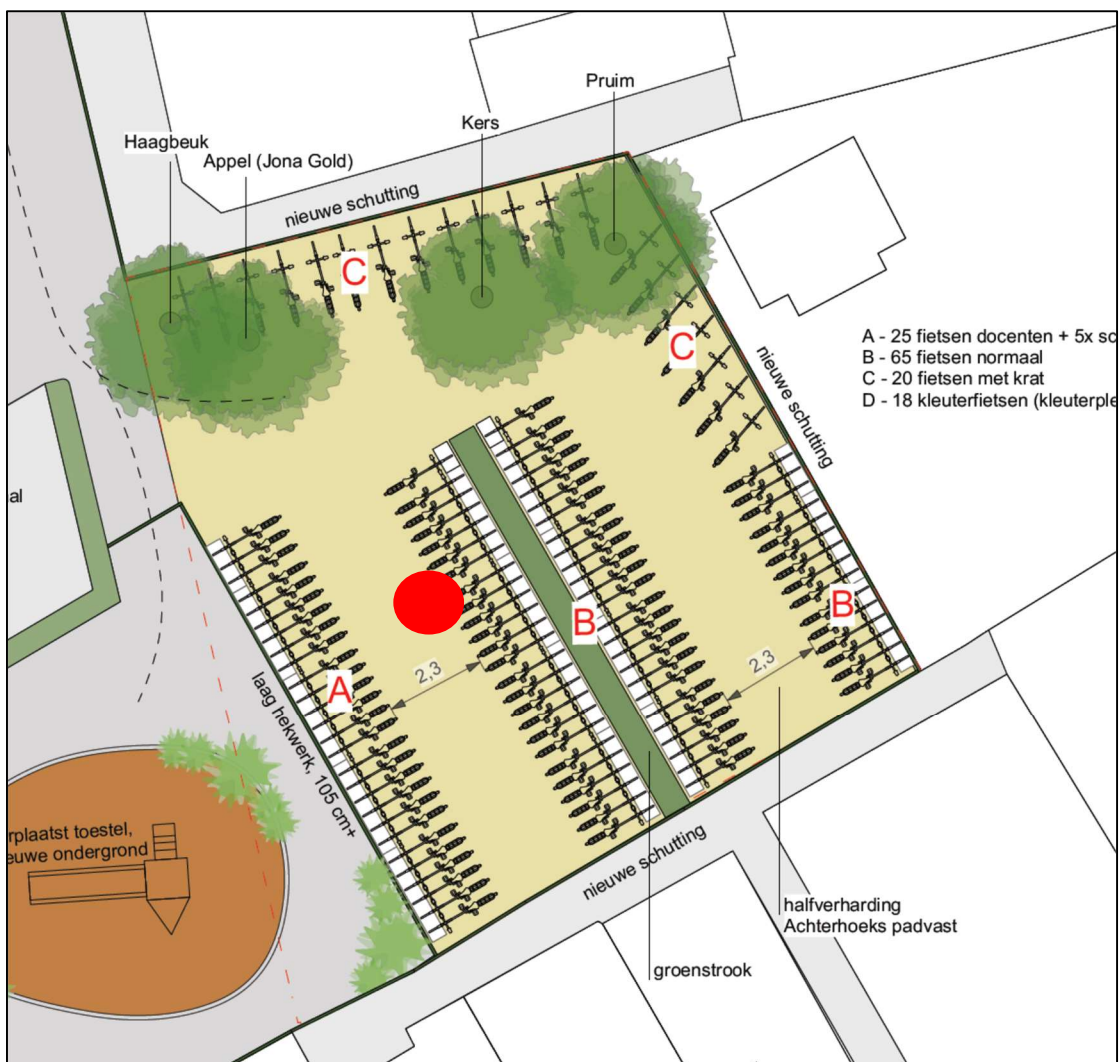 Pruim
Kers
Haagbeuk
Appel (Jona Gold)
nieuwe schutting
C
C
nieuwe schutting
A - 25 fietsen docenten + 5x sc
B - 65 fietsen normaal
C - 20 fietsen met krat
D - 18 kleuterfietsen (kleuterple
al
B
B
2,3
2,3
A
laag hekwerk, 105 cm+
rplaatst toestel,
euwe ondergrond
nieuwe schutting
halfverharding
Achterhoeks padvast
groenstrook